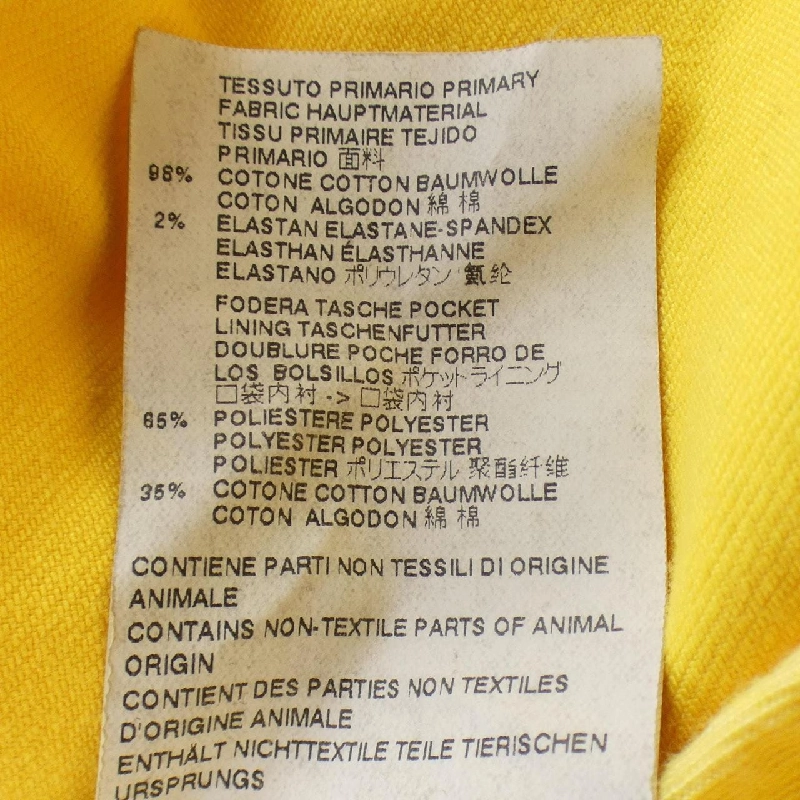 TESSUTO PRIMARIO PRIMARY
FABRIC HAUPTMATERIAL
TISSU PRIMAIRE TEJIDO
PRIMARIO 面料
98% COTONE COTTON BAUMWOLLE
COTON ALGODON 綿 棉
2% ELASTAN ELASTANE-SPANDEX
ELASTHAN ÉLASTHANNE
ELASTANO ポリウレタン 氨纶
FODERA TASCHE POCKET
LINING TASCHENFUTTER
DOUBLURE POCHE FORRO DE
LOS BOLSILLOS ポケットライニング
口袋内衬 -> 口袋内衬
65% POLIESTERE POLYESTER
POLYESTER POLYESTER
POLIESTER ポリエステル 聚酯纤维
35% COTONE COTTON BAUMWOLLE
COTON ALGODON 綿 棉
CONTIENE PARTI NON TESSILI DI ORIGINE
ANIMALE
CONTAINS NON-TEXTILE PARTS OF ANIMAL
ORIGIN
CONTIENT DES PARTIES NON TEXTILES
D'ORIGINE ANIMALE
ENTHÄLT NICHTTEXTILE TEILE TIERISCHEN
URSPRUNGS